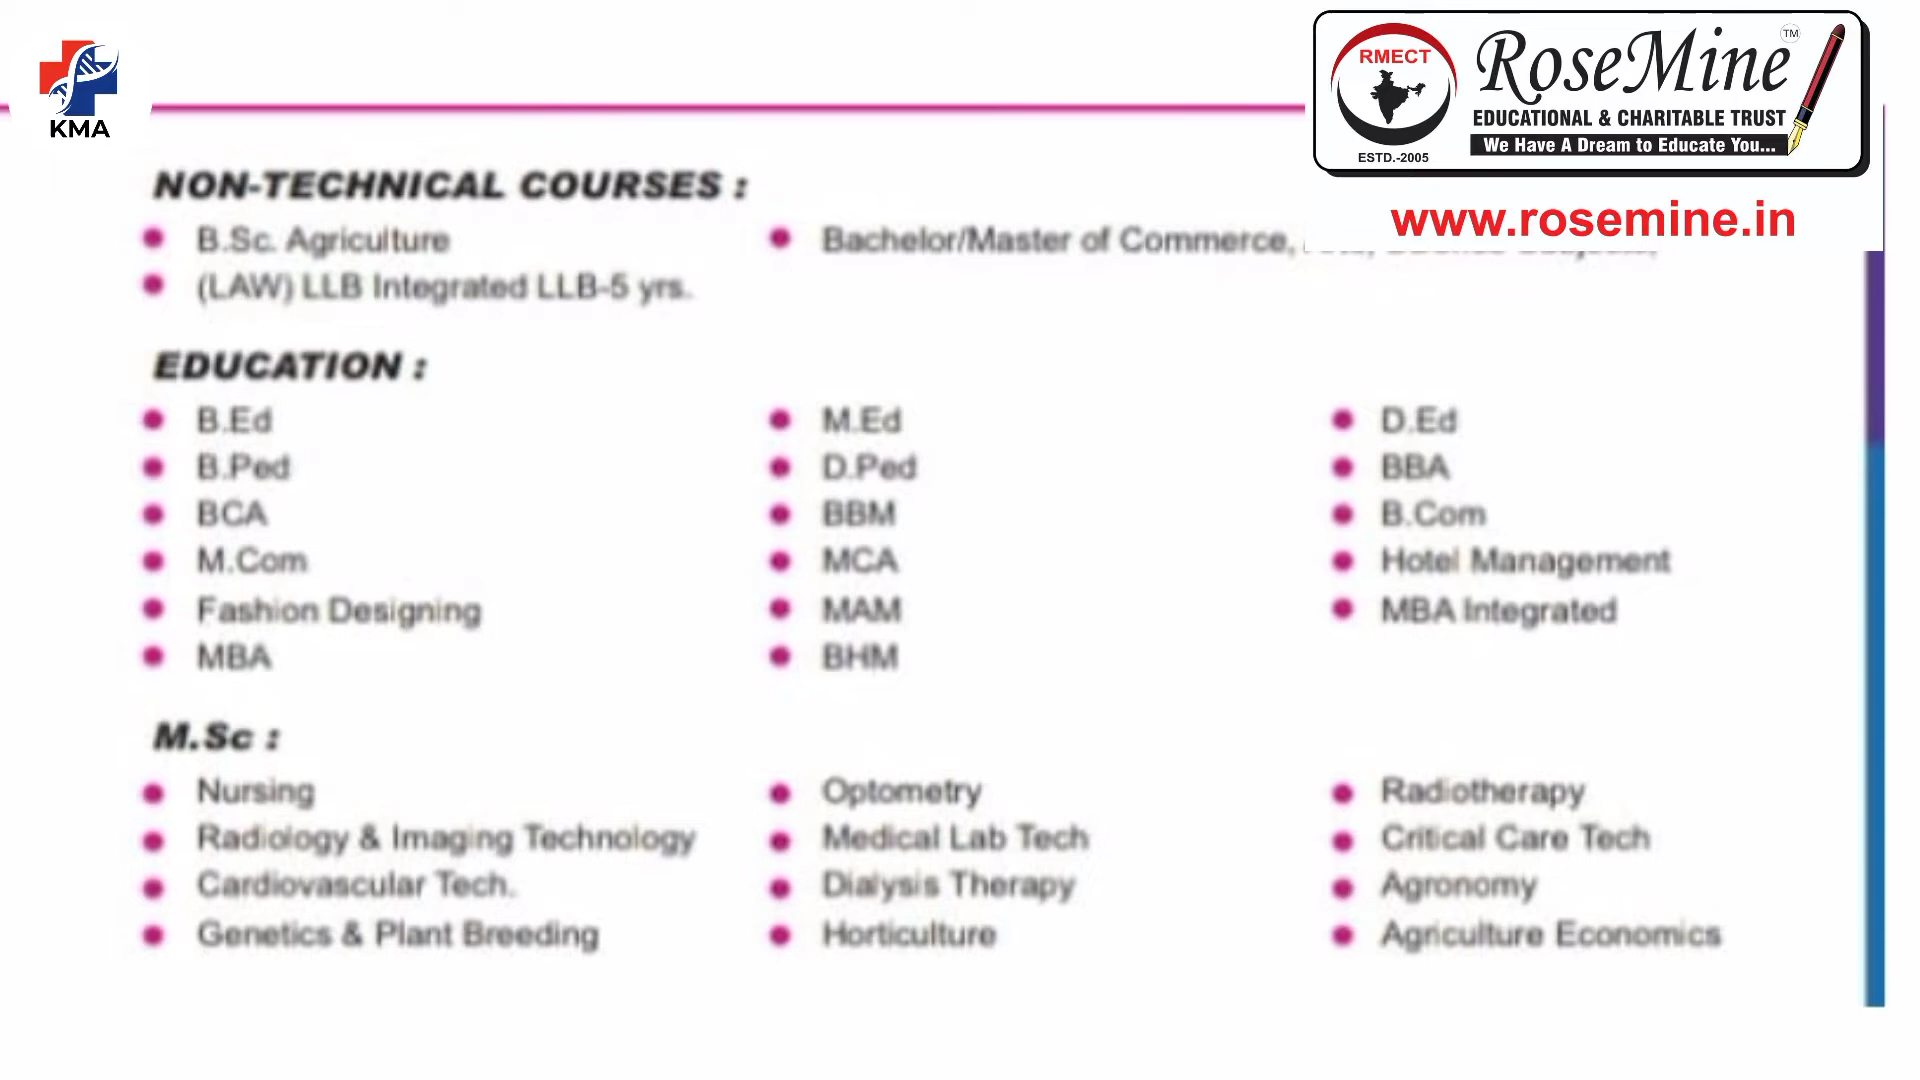 KMA
RMECT
ESTD.-2005
RoseMine
TM
EDUCATIONAL & CHARITABLE TRUST
We Have A Dream to Educate You...
www.rosemine.in
NON-TECHNICAL COURSES :
B.Sc. Agriculture
Bachelor/Master of Commerce,
(LAW) LLB Integrated LLB-5 yrs.
EDUCATION :
B.Ed
M.Ed
D.Ed
B.Ped
D.Ped
BBA
BCA
BBM
B.Com
M.Com
MCA
Hotel Management
Fashion Designing
MAM
MBA Integrated
MBA
BHM
M.Sc :
Nursing
Optometry
Radiotherapy
Radiology & Imaging Technology
Medical Lab Tech
Critical Care Tech
Cardiovascular Tech.
Dialysis Therapy
Agronomy
Genetics & Plant Breeding
Horticulture
Agriculture Economics